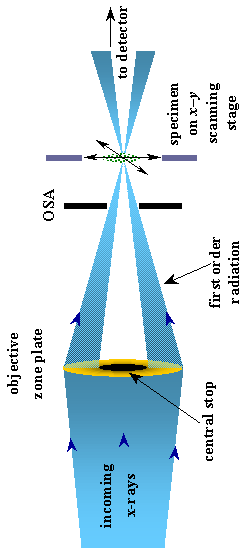 to detector
specimen
on x–y
scanning
stage
OSA
first order
radiation
objective
zone plate
central stop
incoming
x-rays